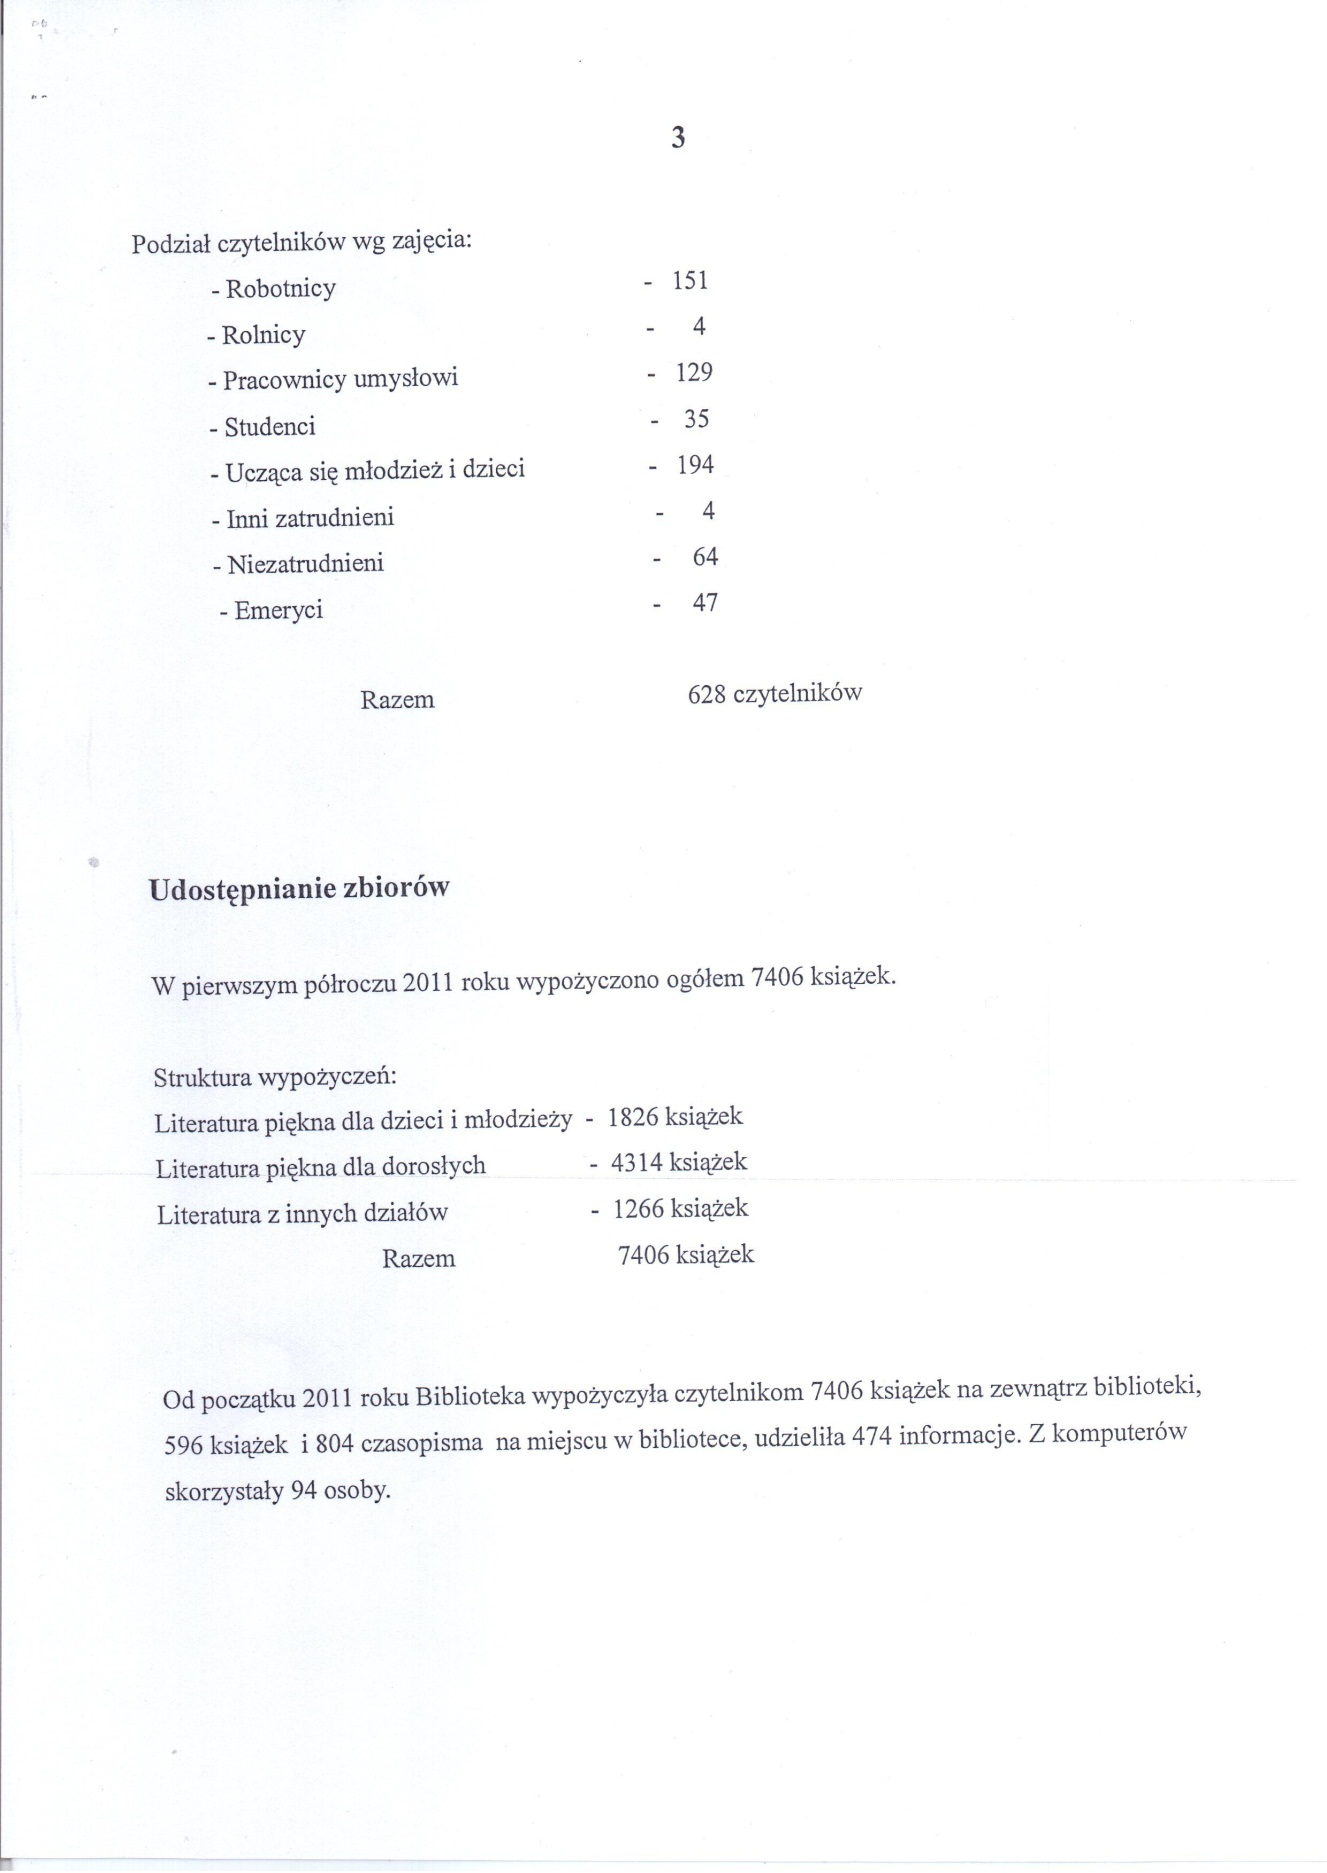 3
Podział czytelników wg zajęcia:
- Robotnicy - 151
- Rolnicy - 4
- Pracownicy umysłowi - 129
- Studenci - 35
- Ucząca się młodzież i dzieci - 194
- Inni zatrudnieni - 4
- Niezatrudnieni - 64
- Emeryci - 47
Razem 628 czytelników
Udostępnianie zbiorów
W pierwszym półroczu 2011 roku wypożyczono ogółem 7406 książek.
Struktura wypożyczeń:
Literatura piękna dla dzieci i młodzieży - 1826 książek
Literatura piękna dla dorosłych - 4314 książek
Literatura z innych działów - 1266 książek
Razem 7406 książek
Od początku 2011 roku Biblioteka wypożyczyła czytelnikom 7406 książek na zewnątrz biblioteki,
596 książek i 804 czasopisma na miejscu w bibliotece, udzieliła 474 informacje. Z komputerów
skorzystały 94 osoby.